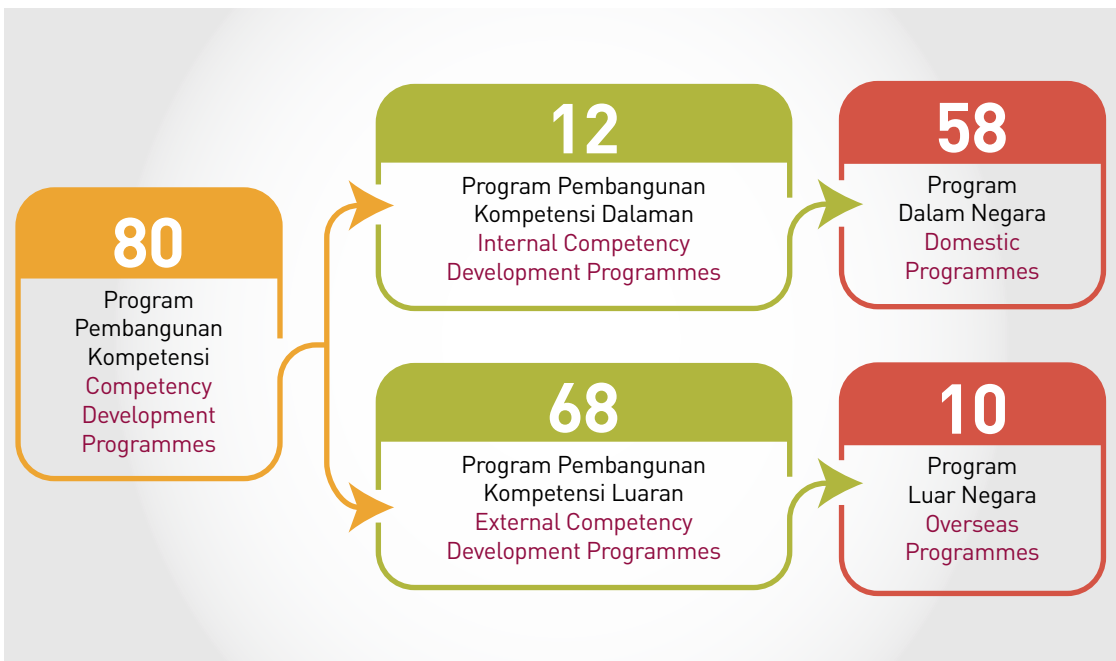 80
Program
Pembangunan
Kompetensi
Competency
Development
Programmes
12
Program Pembangunan
Kompetensi Dalaman
Internal Competency
Development Programmes
68
Program Pembangunan
Kompetensi Luaran
External Competency
Development Programmes
58
Program
Dalam Negara
Domestic
Programmes
10
Program
Luar Negara
Overseas
Programmes